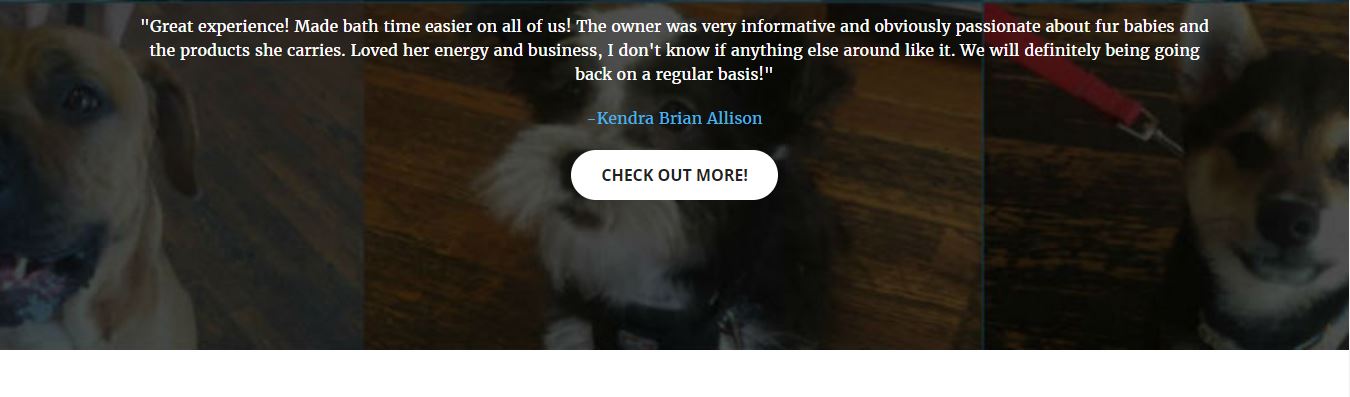 "Great experience! Made bath time easier on all of us! The owner was very informative and obviously passionate about fur babies and
the products she carries. Loved her energy and business, I don't know if anything else around like it. We will definitely being going
back on a regular basis!"
-Kendra Brian Allison
CHECK OUT MORE!